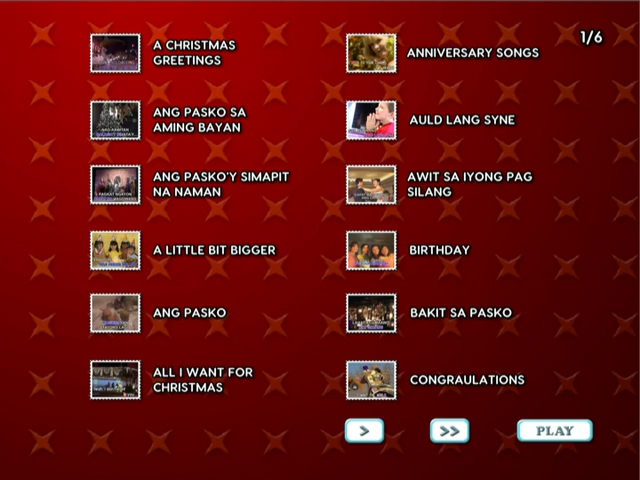 1/6
A CHRISTMAS
GREETINGS
ANG PASKO SA
AMING BAYAN
ANG PASKO'Y SIMAPIT
NA NAMAN
A LITTLE BIT BIGGER
ANG PASKO
ALL I WANT FOR
CHRISTMAS
ANNIVERSARY SONGS
AULD LANG SYNE
AWIT SA IYONG PAG
SILANG
BIRTHDAY
BAKIT SA PASKO
CONGRAULATIONS
>
>>
PLAY